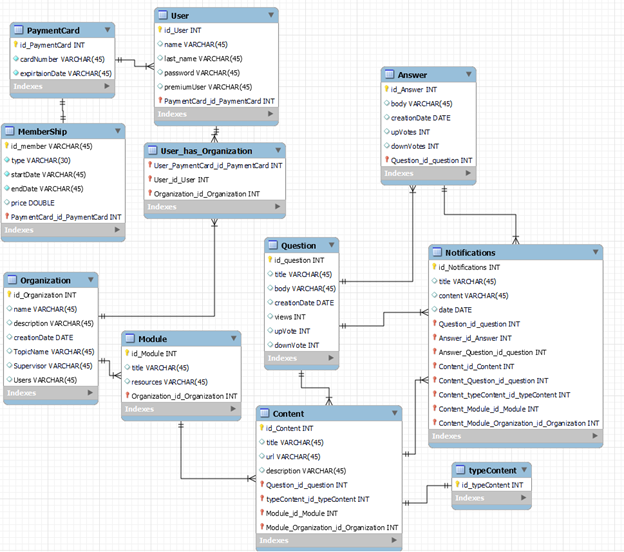 PaymentCard
id_PaymentCard INT
cardNumber VARCHAR(45)
expirtaionDate VARCHAR(45)
Indexes
User
id_User INT
name VARCHAR(45)
last_name VARCHAR(45)
password VARCHAR(45)
premiumUser VARCHAR(45)
PaymentCard_id_PaymentCard INT
Indexes
MemberShip
id_member VARCHAR(45)
type VARCHAR(30)
startDate VARCHAR(45)
endDate VARCHAR(45)
price DOUBLE
PaymentCard_id_PaymentCard INT
Indexes
User_has_Organization
User_PaymentCard_id_PaymentCard INT
User_id_User INT
Organization_id_Organization INT
Indexes
Answer
id_Answer INT
body VARCHAR(45)
creationDate DATE
upVotes INT
downVotes INT
Question_id_question INT
Indexes
Organization
id_Organization INT
name VARCHAR(45)
description VARCHAR(45)
creationDate DATE
TopicName VARCHAR(45)
Supervisor VARCHAR(45)
Users VARCHAR(45)
Indexes
Module
id_Module INT
title VARCHAR(45)
resources VARCHAR(45)
Organization_id_Organization INT
Indexes
Question
id_question INT
title VARCHAR(45)
body VARCHAR(45)
creationDate DATE
views INT
upVote INT
downVote INT
Indexes
Notifications
id_Notifications INT
title VARCHAR(45)
content VARCHAR(45)
date DATE
Question_id_question INT
Answer_id_Answer INT
Answer_Question_id_question INT
Content_id_Content INT
Content_Question_id_question INT
Content_typeContent_id_typeContent INT
Content_Module_id_Module INT
Content_Module_Organization_id_Organization INT
Indexes
Content
id_Content INT
title VARCHAR(45)
url VARCHAR(45)
description VARCHAR(45)
Question_id_question INT
typeContent_id_typeContent INT
Module_id_Module INT
Module_Organization_id_Organization INT
typeContent
id_typeContent INT
Indexes